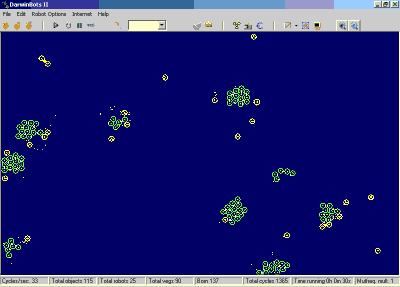 DarwinBots II
File Edit Robot Options Internet Help
Cycles/sec. 33 Total objects 115 Total robots 25 Total vegs: 90 Born 137 Total cycles 1365 Time running 0h 0m 30s Mutfreq. mult: 1